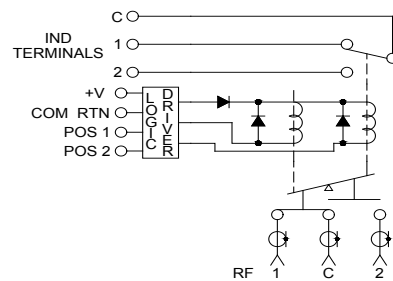 C
IND
TERMINALS
1
2
+V
COM RTN
POS 1
POS 2
LOGIC
DRIVER
RF 1 C 2